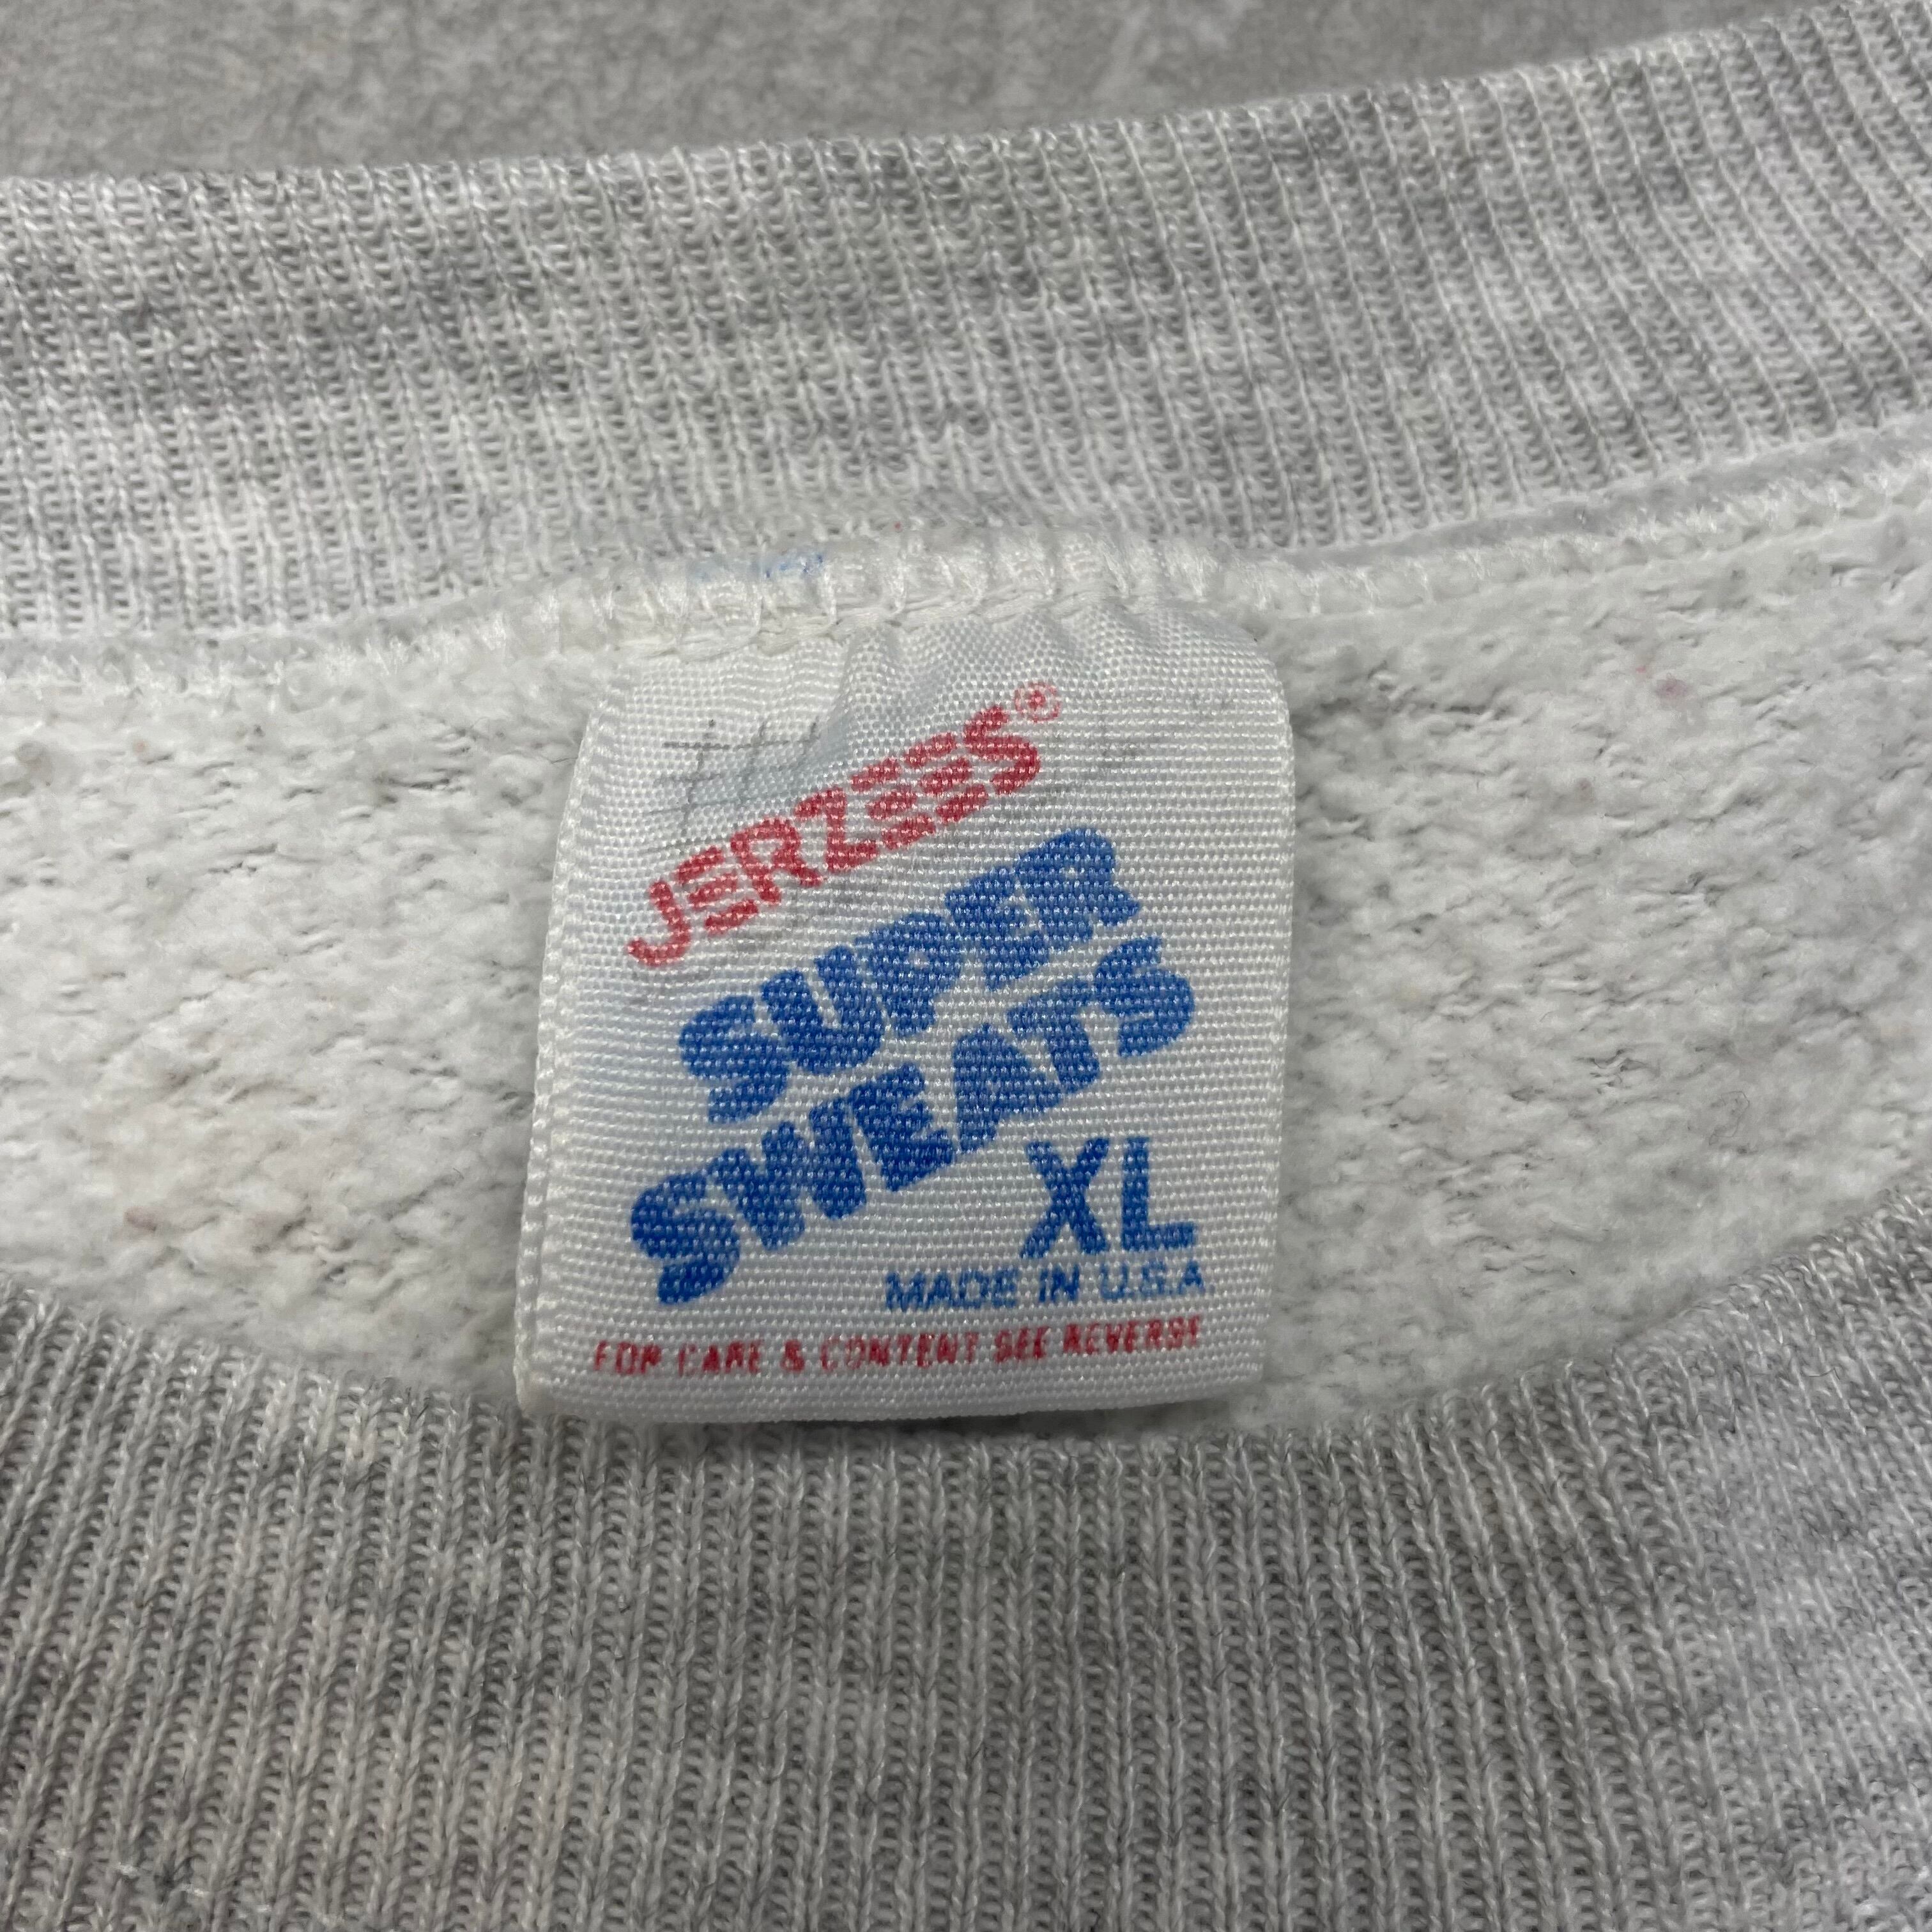 JERZEES®
SUPER
SWEATS
XL
MADE IN U.S.A
FOR CARE & CONTENT SEE REVERSE